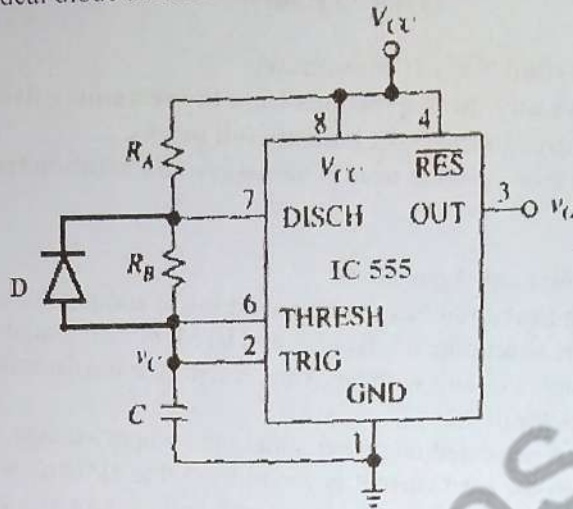 V_CC
8
4
R_A
V_CC
RES
7
3
DISCH
OUT
D
R_B
IC 555
6
THRESH
v_C
2
TRIG
GND
C
1